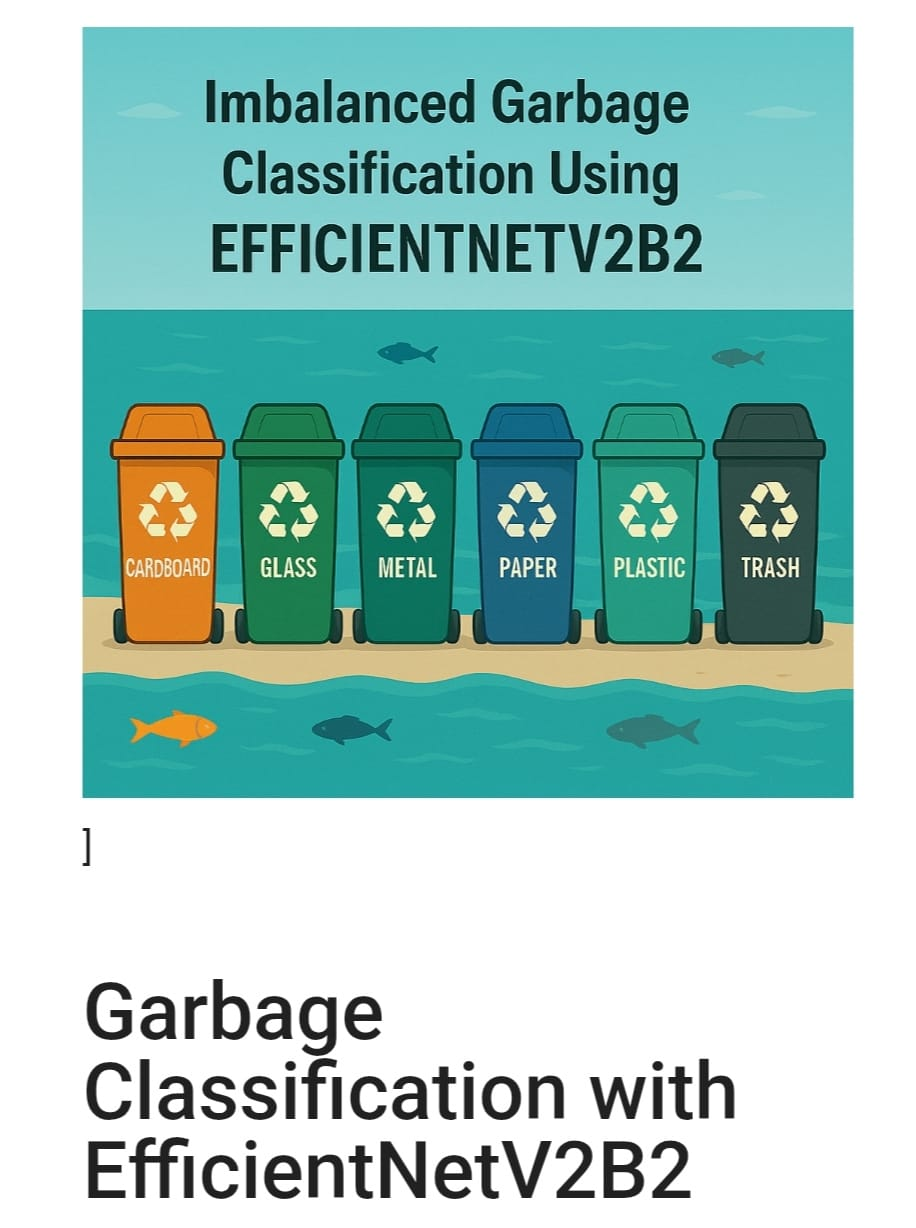 Imbalanced Garbage
Classification Using
EFFICIENTNETV2B2
CARDBOARD
GLASS
METAL
PAPER
PLASTIC
TRASH
]
Garbage
Classification with
EfficientNetV2B2